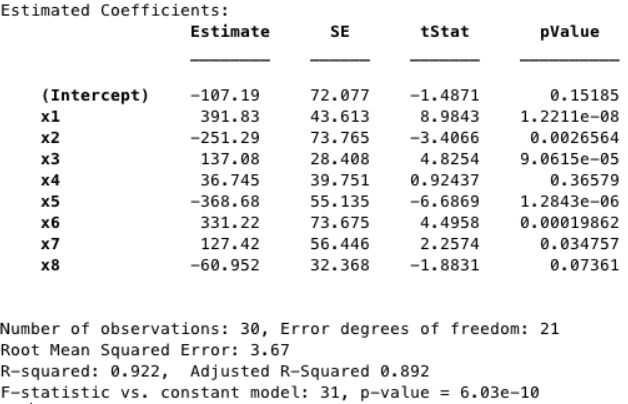 Estimated Coefficients:
Estimate SE tStat pValue
(Intercept) -107.19 72.077 -1.4871 0.15185
x1 391.83 43.613 8.9843 1.2211e-08
x2 -251.29 73.765 -3.4066 0.0026564
x3 137.08 28.408 4.8254 9.0615e-05
x4 36.745 39.751 0.92437 0.36579
x5 -368.68 55.135 -6.6869 1.2843e-06
x6 331.22 73.675 4.4958 0.00019862
x7 127.42 56.446 2.2574 0.034757
x8 -60.952 32.368 -1.8831 0.07361
Number of observations: 30, Error degrees of freedom: 21
Root Mean Squared Error: 3.67
R-squared: 0.922, Adjusted R-Squared 0.892
F-statistic vs. constant model: 31, p-value = 6.03e-10